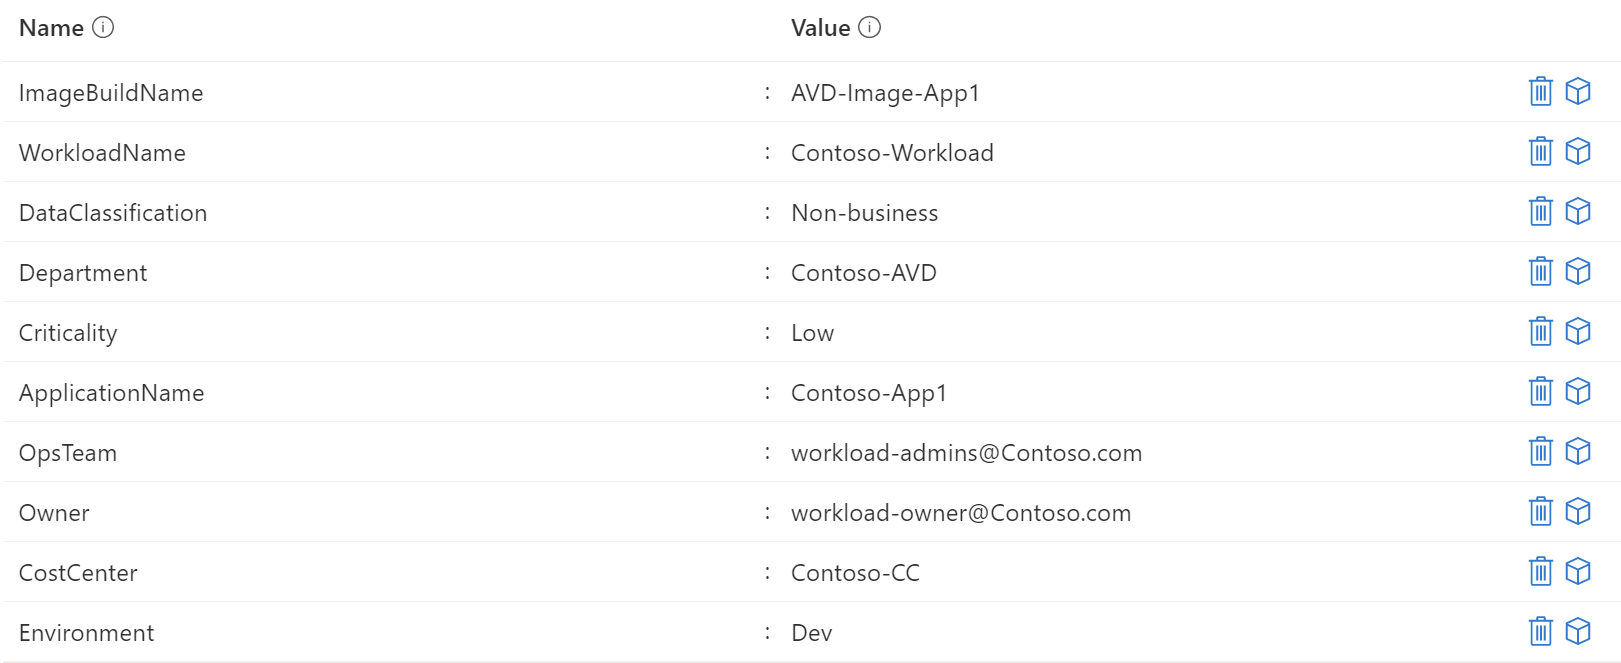 Name Value
ImageBuildName : AVD-Image-App1
WorkloadName : Contoso-Workload
DataClassification : Non-business
Department : Contoso-AVD
Criticality : Low
ApplicationName : Contoso-App1
OpsTeam : workload-admins@Contoso.com
Owner : workload-owner@Contoso.com
CostCenter : Contoso-CC
Environment : Dev